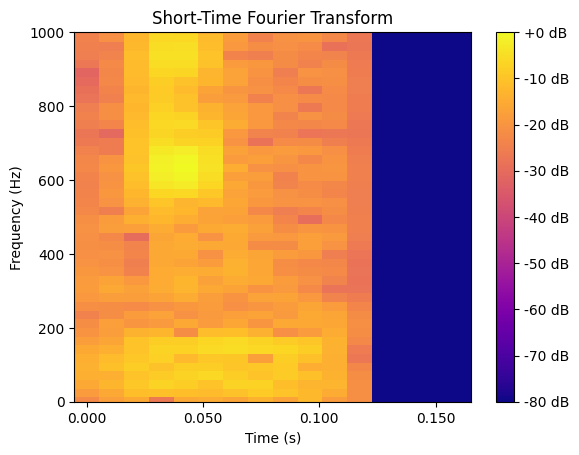 Short-Time Fourier Transform
Frequency (Hz)
1000
800
600
400
200
0
0.000
0.050
0.100
0.150
Time (s)
+0 dB
-10 dB
-20 dB
-30 dB
-40 dB
-50 dB
-60 dB
-70 dB
-80 dB